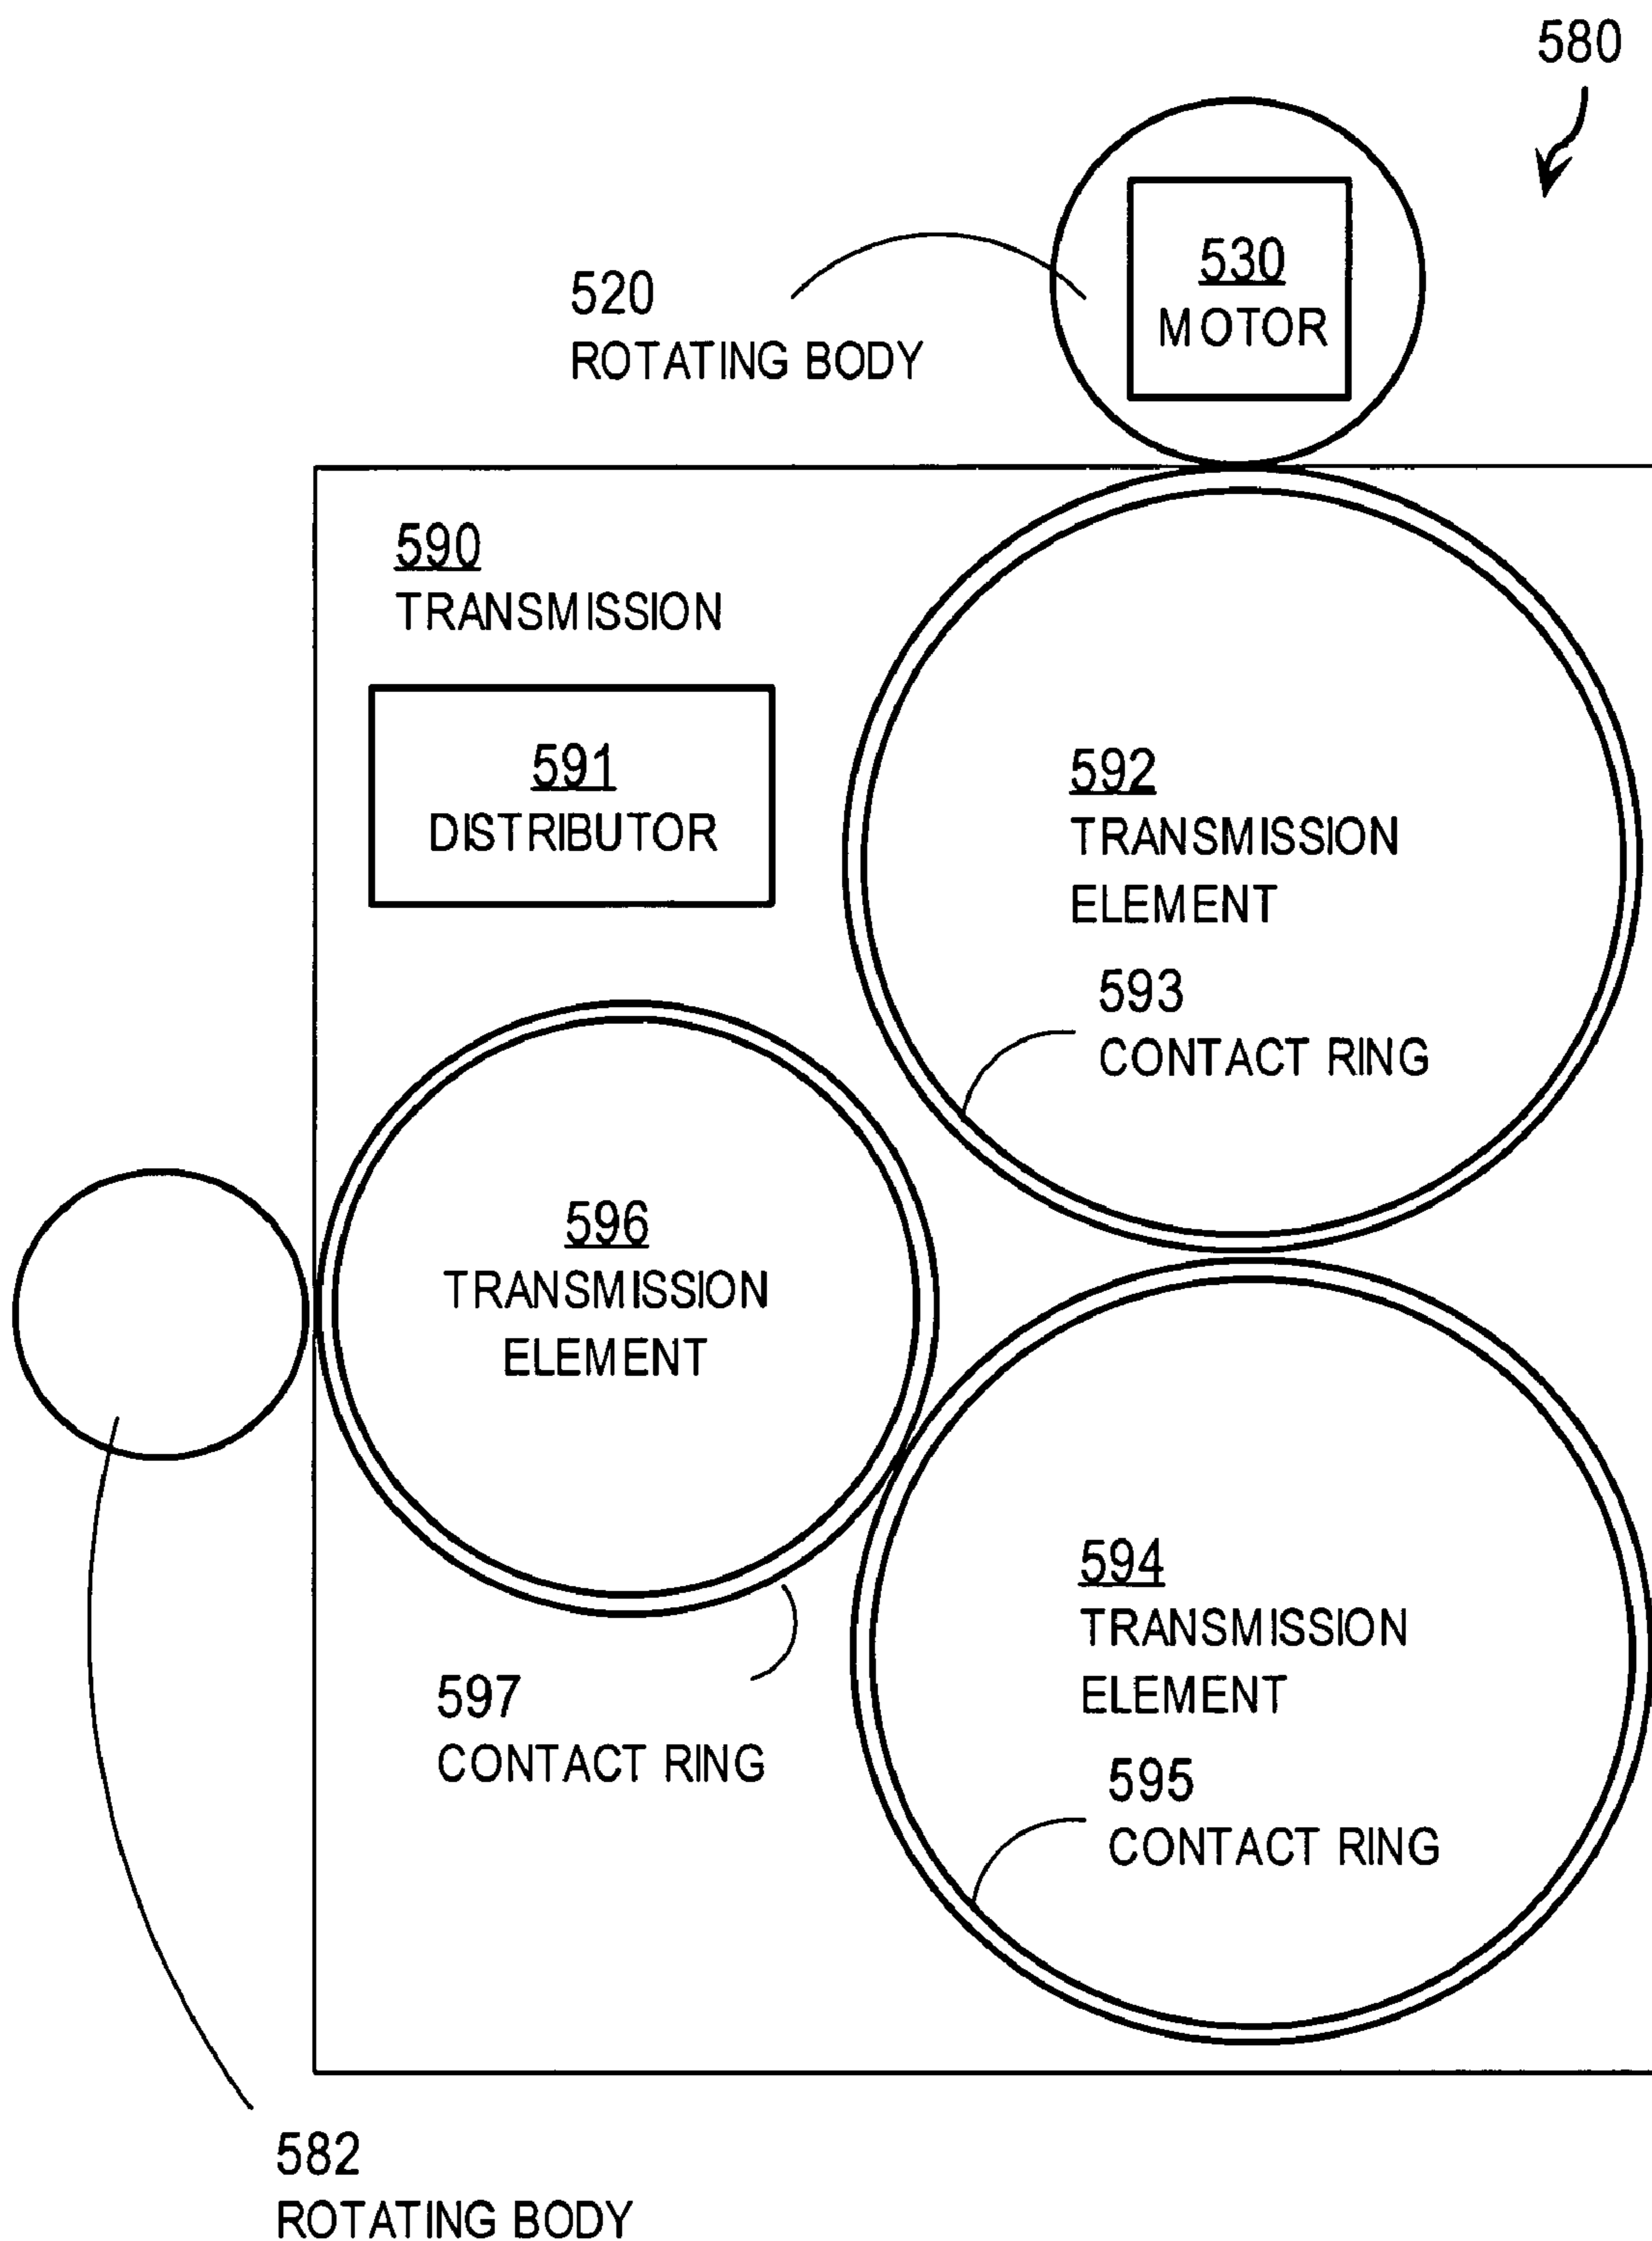 580
530
MOTOR
520
ROTATING BODY
590
TRANSMISSION
591
DISTRIBUTOR
592
TRANSMISSION
ELEMENT
593
CONTACT RING
596
TRANSMISSION
ELEMENT
594
TRANSMISSION
ELEMENT
597
CONTACT RING
595
CONTACT RING
582
ROTATING BODY